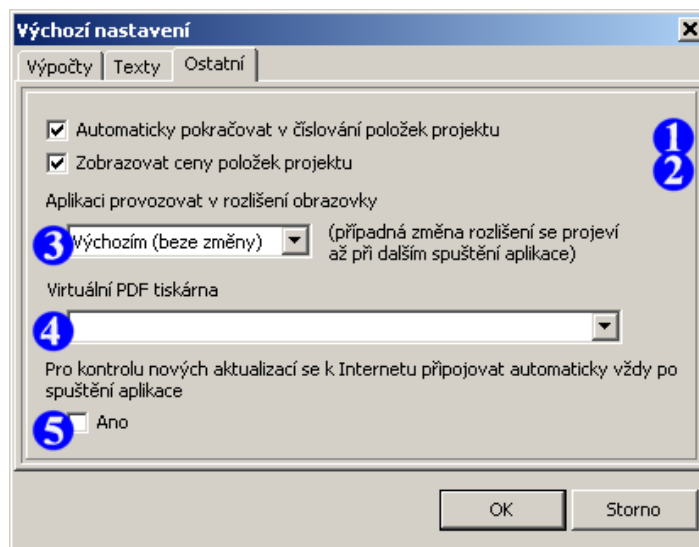 Výchozí nastavení
Výpočty Texty Ostatní
Automaticky pokračovat v číslování položek projektu 1
Zobrazovat ceny položek projektu 2
Aplikaci provozovat v rozlišení obrazovky
3 Výchozím (beze změny) (případná změna rozlišení se projeví
až při dalším spuštění aplikace)
Virtuální PDF tiskárna
4
Pro kontrolu nových aktualizací se k Internetu připojovat automaticky vždy po
spuštění aplikace
5 Ano
OK Storno